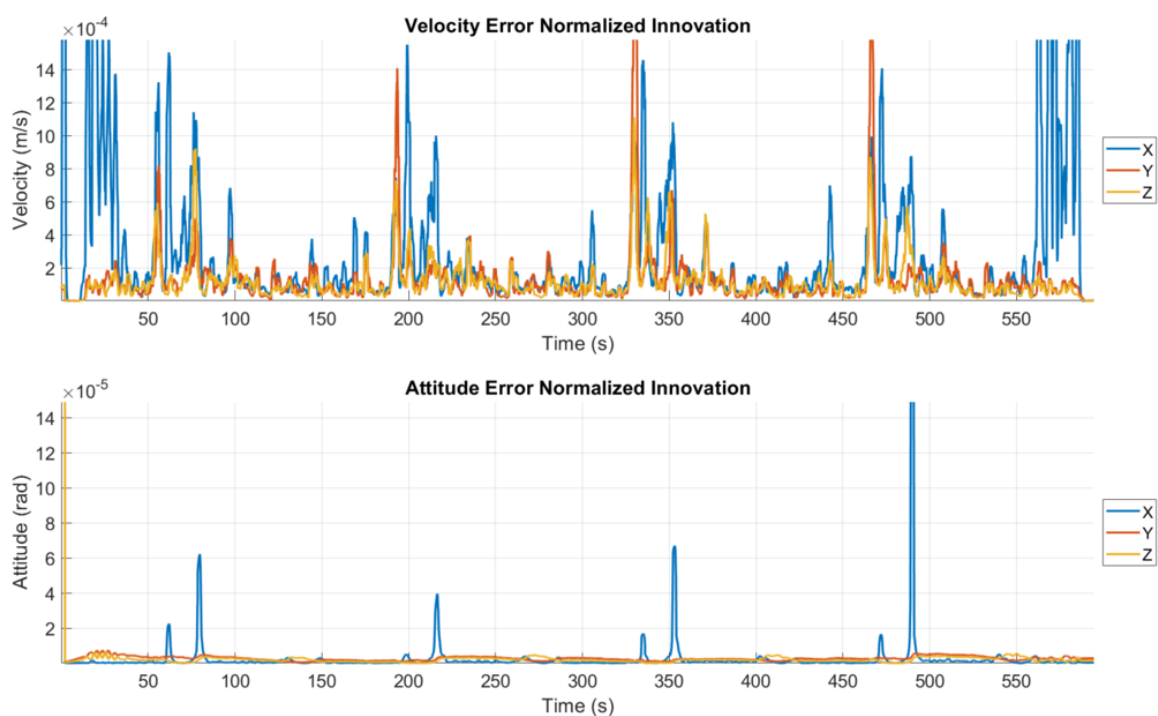 ×10⁻⁴
Velocity Error Normalized Innovation
Velocity (m/s)
14
12
10
8
6
4
2
50 100 150 200 250 300 350 400 450 500 550
Time (s)
X
Y
Z
×10⁻⁵
Attitude Error Normalized Innovation
Attitude (rad)
14
12
10
8
6
4
2
50 100 150 200 250 300 350 400 450 500 550
Time (s)
X
Y
Z